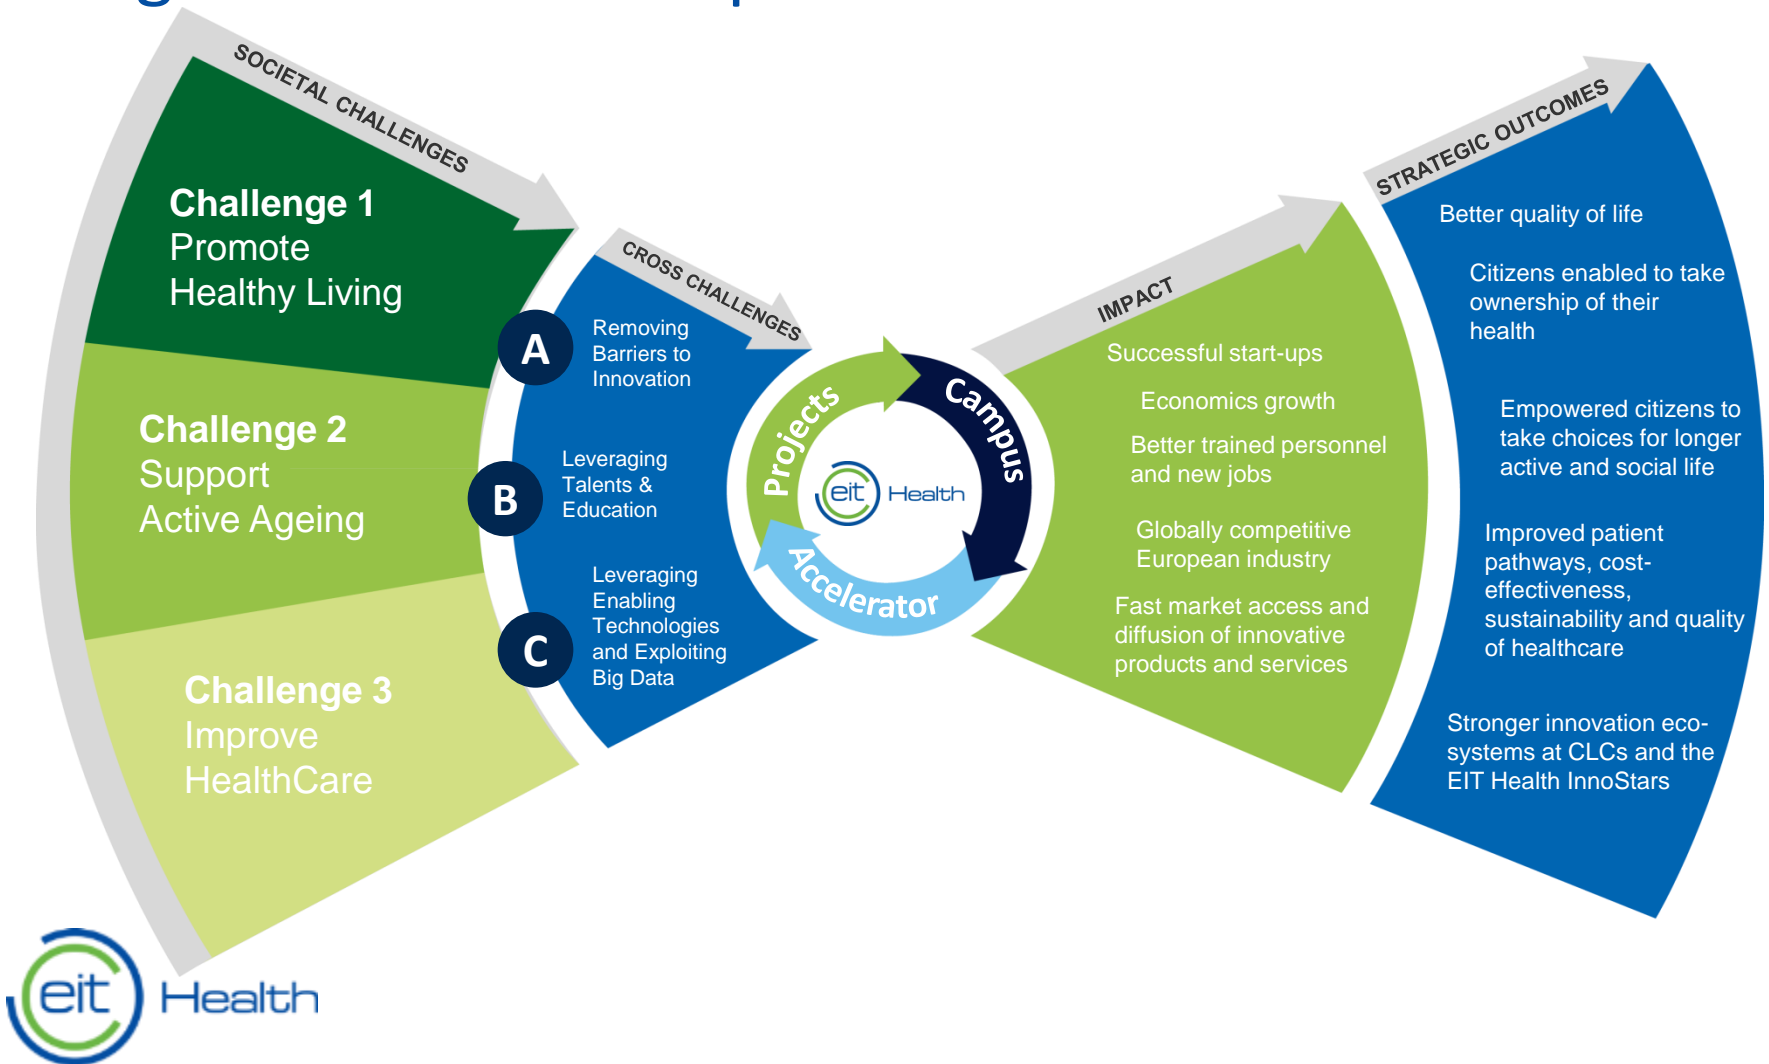 SOCIETAL CHALLENGES
Challenge 1
Promote
Healthy Living
Challenge 2
Support
Active Ageing
Challenge 3
Improve
HealthCare
CROSS CHALLENGES
A
Removing
Barriers to
Innovation
B
Leveraging
Talents &
Education
C
Leveraging
Enabling
Technologies
and Exploiting
Big Data
Projects
Campus
Accelerator
eit Health
IMPACT
Successful start-ups
Economics growth
Better trained personnel
and new jobs
Globally competitive
European industry
Fast market access and
diffusion of innovative
products and services
STRATEGIC OUTCOMES
Better quality of life
Citizens enabled to take
ownership of their
health
Empowered citizens to
take choices for longer
active and social life
Improved patient
pathways, cost-
effectiveness,
sustainability and quality
of healthcare
Stronger innovation eco-
systems at CLCs and the
EIT Health InnoStars
eit Health